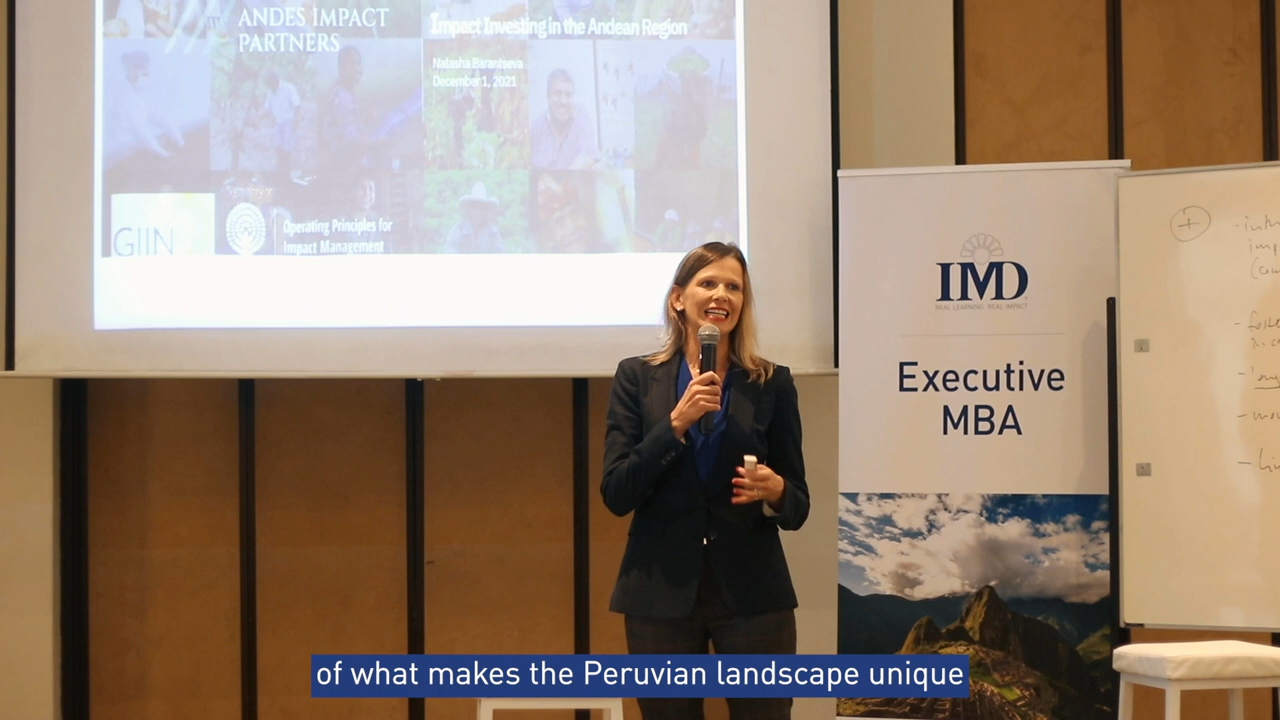 ANDES IMPACT
PARTNERS
Impact Investing in the Andean Region
Natasha Barantseva
December 1, 2021
GIIN
Operating Principles for
Impact Management
IMD
REAL LEARNING. REAL IMPACT
Executive
MBA
+
of what makes the Peruvian landscape unique